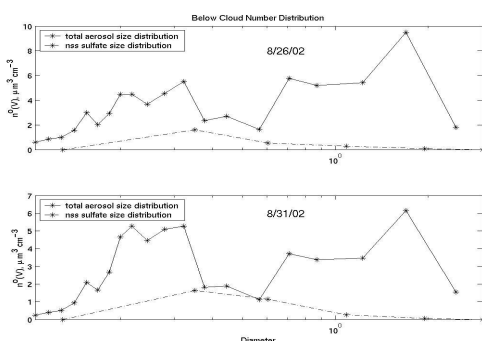 Below Cloud Number Distribution
10
8
6
4
2
0
n⁰(V), μm³ cm−3
total aerosol size distribution
nss sulfate size distribution
8/26/02
10⁰
7
6
5
4
3
2
1
0
n⁰(V), μm³ cm−3
total aerosol size distribution
nss sulfate size distribution
8/31/02
10⁰
Diameter